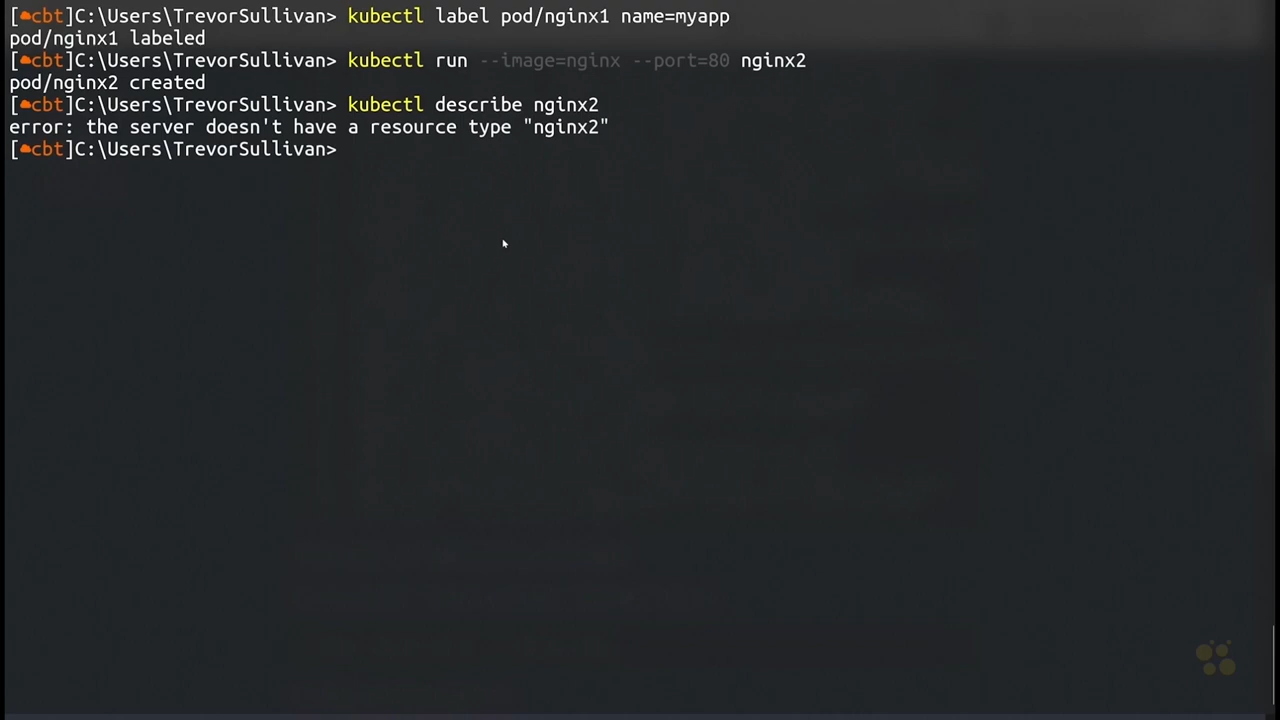 [cbt]C:\Users\TrevorSullivan> kubectl label pod/nginx1 name=myapp
pod/nginx1 labeled
[cbt]C:\Users\TrevorSullivan> kubectl run --image=nginx --port=80 nginx2
pod/nginx2 created
[cbt]C:\Users\TrevorSullivan> kubectl describe nginx2
error: the server doesn't have a resource type "nginx2"
[cbt]C:\Users\TrevorSullivan>